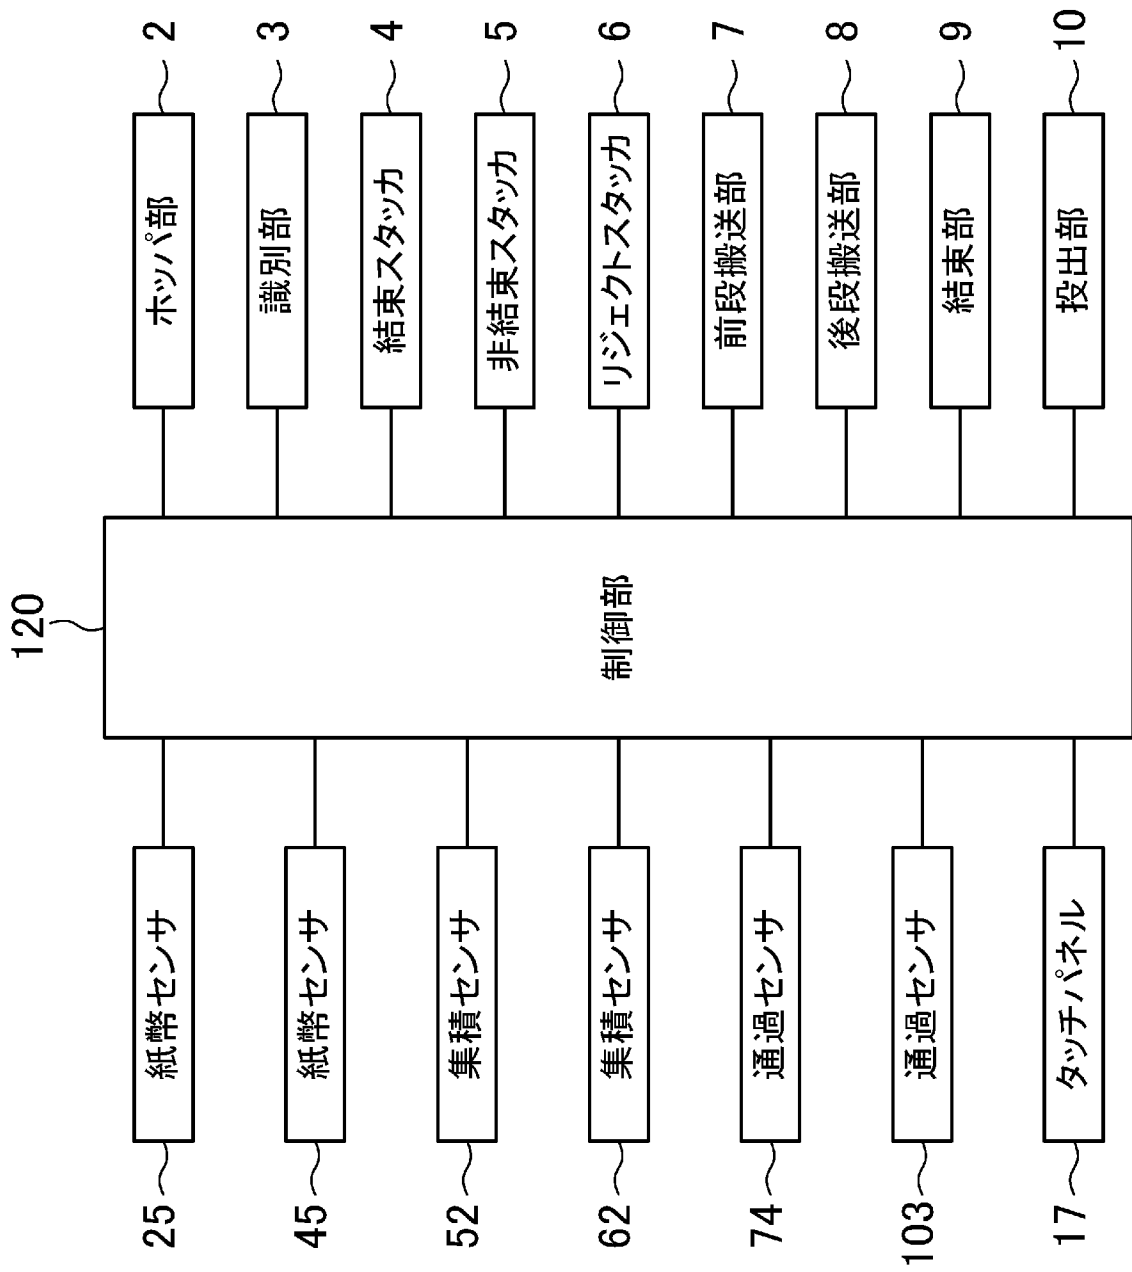 120
制御部
25
紙幣センサ
45
紙幣センサ
52
集積センサ
62
集積センサ
74
通過センサ
103
通過センサ
17
タッチパネル
ホッパ部
2
識別部
3
結束スタッカ
4
非結束スタッカ
5
リジェクトスタッカ
6
前段搬送部
7
後段搬送部
8
結束部
9
投出部
10